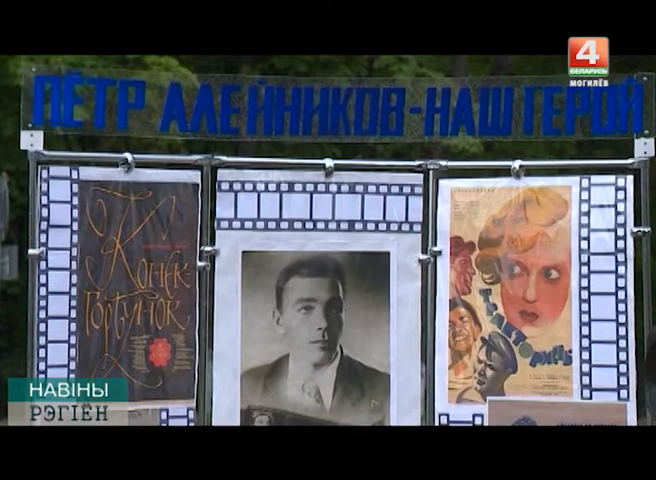 4
БЕЛАРУСЬ
МОГИЛЁВ
ПЁТР АЛЕЙНИКОВ-НАШ ГЕРОЙ
Конёк-
Горбунок
ТРАКТОРИСТЫ
НАВІНЫ
РЭГІЁН